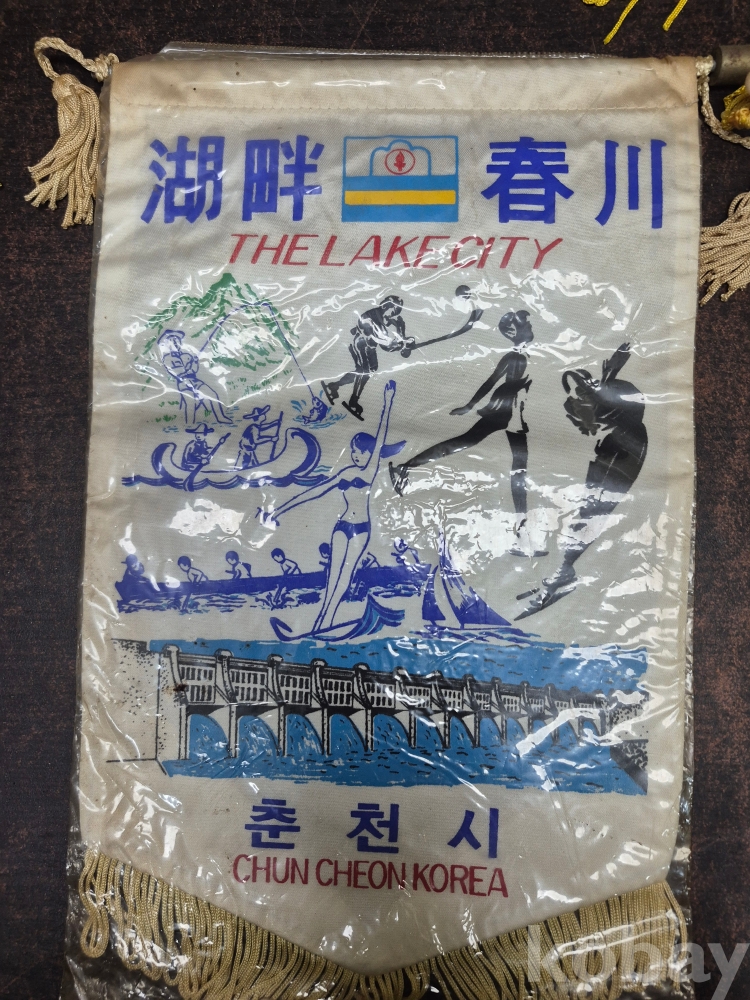 湖畔 春川
THE LAKE CITY
춘천시
CHUN CHEON KOREA
kobay